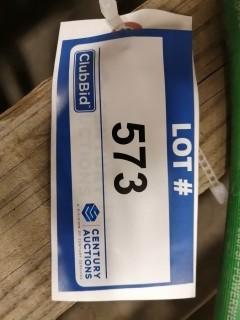 LOT #
573
ClubBid
CENTURY
AUCTIONS